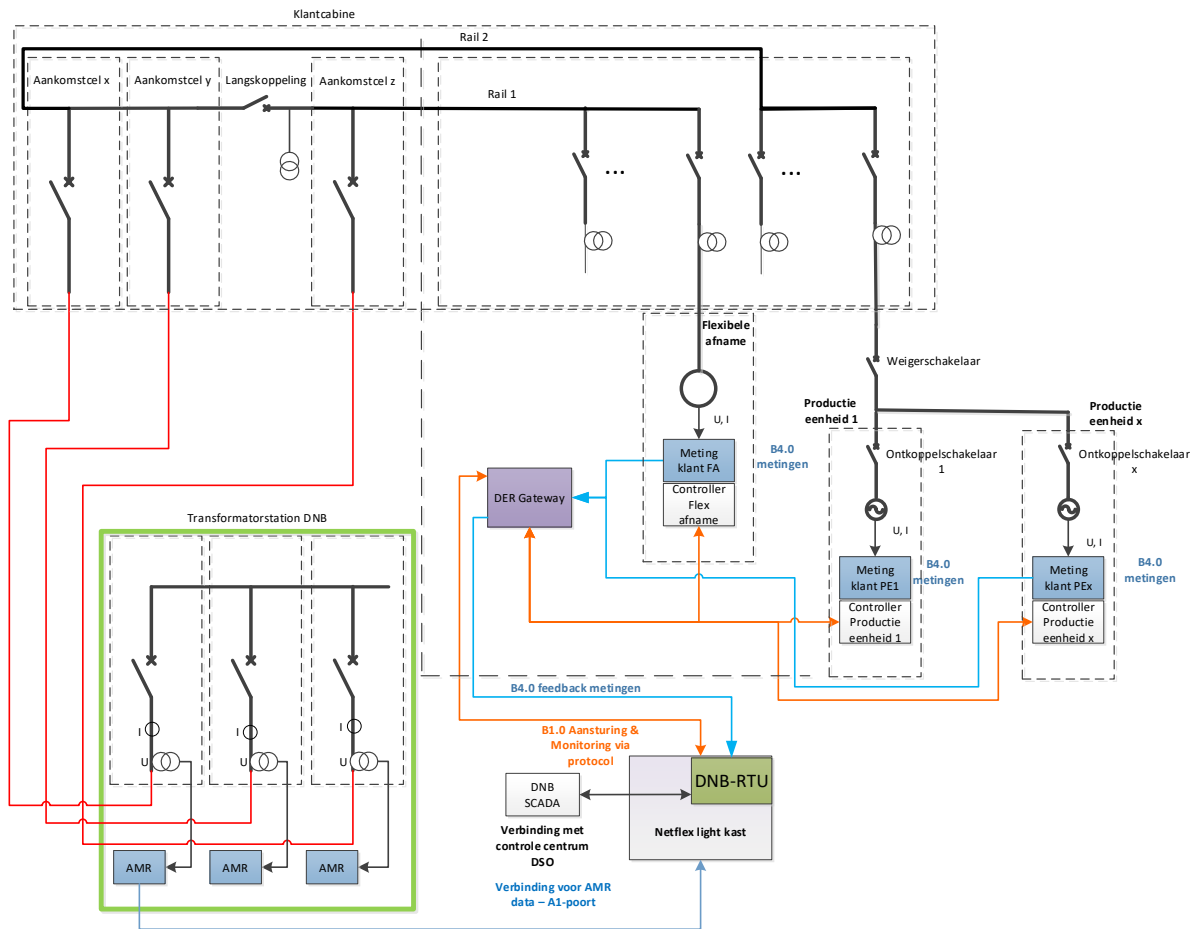 Klantcabine
Rail 2
Aankomstcel x
Aankomstcel y
Langskoppeling
Aankomstcel z
Rail 1
...
...
Flexibele
afname
Weigerschakelaar
U, I
Productie
eenheid 1
Productie
eenheid x
Meting
klant FA
B4.0
metingen
Ontkoppelschakelaar
1
Ontkoppelschakelaar
x
DER Gateway
Controller
Flex
afname
Transformatorstation DNB
U, I
U, I
Meting
klant PE1
B4.0
metingen
Meting
klant PEx
B4.0
metingen
Controller
Productie
eenheid 1
Controller
Productie
eenheid x
B4.0 feedback metingen
I
I
I
B1.0 Aansturing &
Monitoring via
protocol
U
U
U
DNB-RTU
DNB
SCADA
Netflex light kast
Verbinding met
controle centrum
DSO
AMR
AMR
AMR
Verbinding voor AMR
data – A1-poort